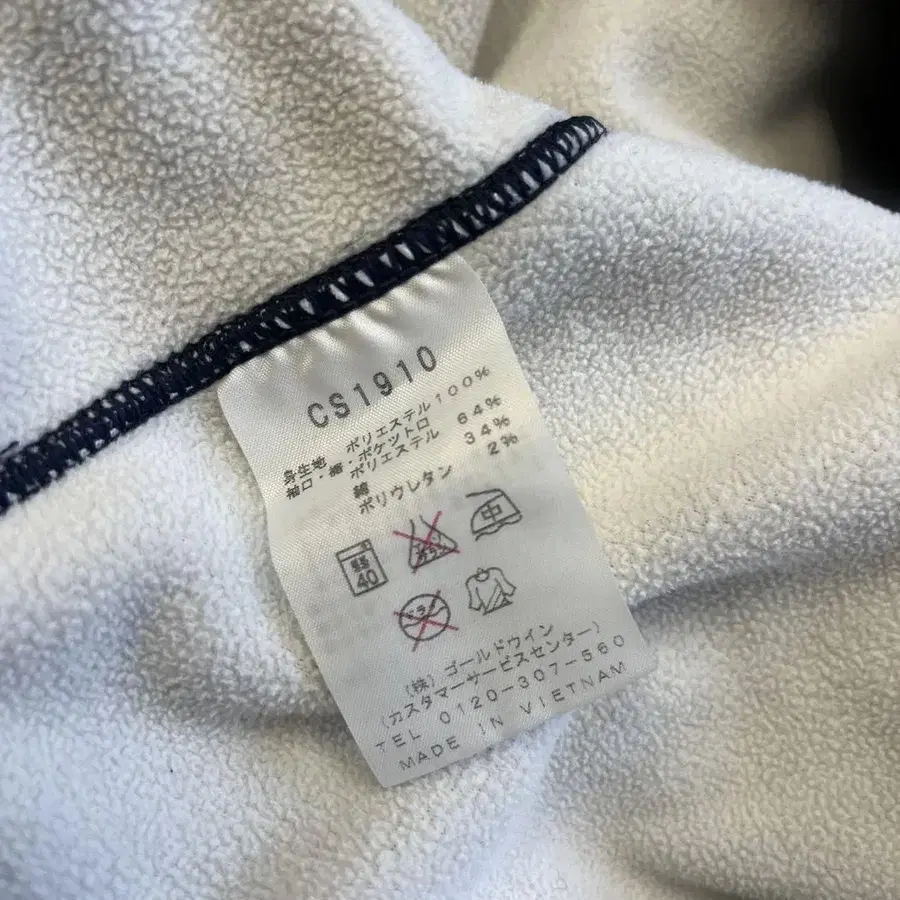 CS1910
身生地 ポリエステル100%
袖口・裾・ポケット口
ポリエステル 64%
綿 34%
ポリウレタン 2%
40
中
(株)ゴールドウイン
(カスタマーサービスセンター)
TEL 0120-307-560
MADE IN VIETNAM